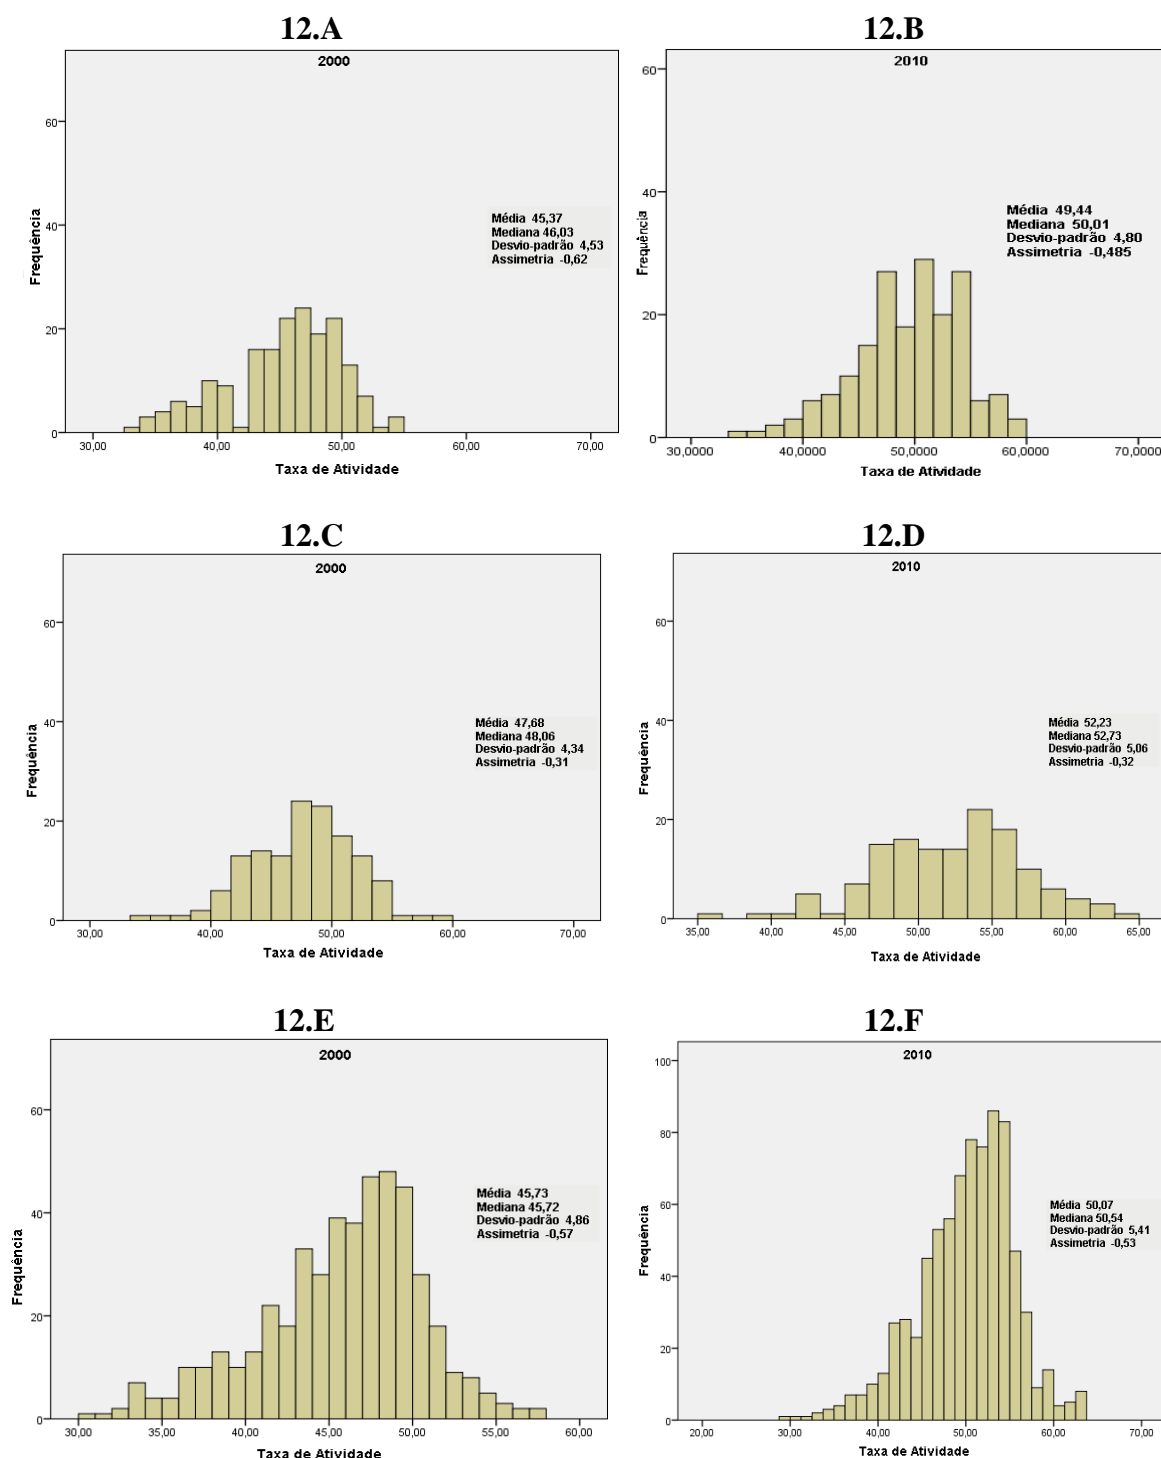 12.A
2000
60
40
20
0
Frequência
Média 45,37
Mediana 46,03
Desvio-padrão 4,53
Assimetria -0,62
30,00 40,00 50,00 60,00 70,00
Taxa de Atividade
12.B
2010
60
40
20
0
Frequência
Média 49,44
Mediana 50,01
Desvio-padrão 4,80
Assimetria -0,485
30,0000 40,0000 50,0000 60,0000 70,0000
Taxa de Atividade
12.C
2000
60
40
20
0
Frequência
Média 47,68
Mediana 48,06
Desvio-padrão 4,34
Assimetria -0,31
30,00 40,00 50,00 60,00 70,00
Taxa de Atividade
12.D
2010
60
40
20
0
Frequência
Média 52,23
Mediana 52,73
Desvio-padrão 5,06
Assimetria -0,32
35,00 40,00 45,00 50,00 55,00 60,00 65,00
Taxa de Atividade
12.E
2000
60
40
20
0
Frequência
Média 45,73
Mediana 45,72
Desvio-padrão 4,86
Assimetria -0,57
30,00 35,00 40,00 45,00 50,00 55,00 60,00
Taxa de Atividade
12.F
2010
100
80
60
40
20
0
Frequência
Média 50,07
Mediana 50,54
Desvio-padrão 5,41
Assimetria -0,53
20,00 30,00 40,00 50,00 60,00 70,00
Taxa de Atividade